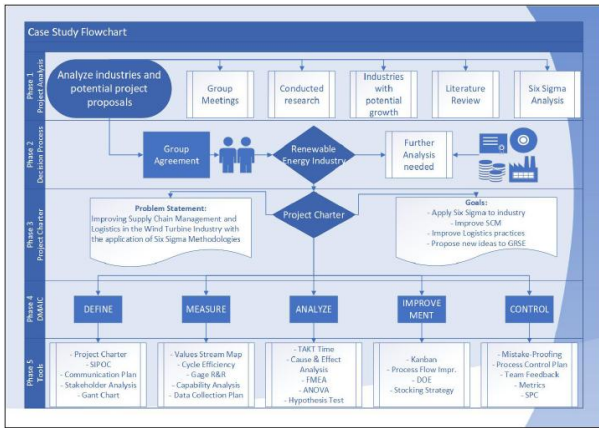 Case Study Flowchart
Phase 1
Project Analysis
Analyze industries and
potential project
proposals
Group
Meetings
Conducted
research
Industries
with
potential
growth
Literature
Review
Six Sigma
Analysis
Phase 2
Decision Process
Group
Agreement
Renewable
Energy Industry
Further
Analysis
needed
Phase 3
Project Charter
Problem Statement:
Improving Supply Chain Management and
Logistics in the Wind Turbine Industry with
the application of Six Sigma Methodologies
Project Charter
Goals:
- Apply Six Sigma to industry
- Improve SCM
- Improve Logistics practices
- Propose new ideas to GRSE
Phase 4
DMAIC
DEFINE
MEASURE
ANALYZE
IMPROVE
MENT
CONTROL
Phase 5
Tools
- Project Charter
- SIPOC
- Communication Plan
- Stakeholder Analysis
- Gant Chart
- Values Stream Map
- Cycle Efficiency
- Gage R&R
- Capability Analysis
- Data Collection Plan
- TAKT Time
- Cause & Effect
Analysis
- FMEA
- ANOVA
- Hypothesis Test
- Kanban
- Process Flow Impr.
- DOE
- Stocking Strategy
- Mistake-Proofing
- Process Control Plan
- Team Feedback
- Metrics
- SPC